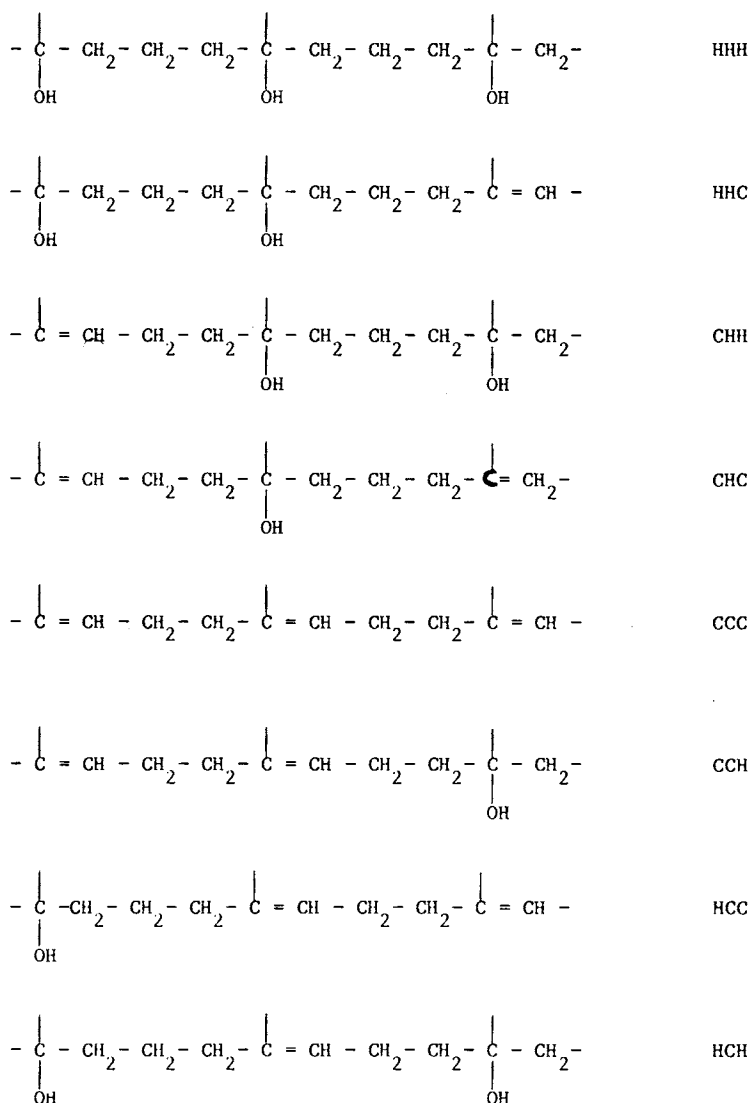 - C - CH2 - CH2 - CH2 - C - CH2 - CH2 - CH2 - C - CH2 - HHH
OH OH OH
- C - CH2 - CH2 - CH2 - C - CH2 - CH2 - CH2 - C = CH - HHC
OH OH
- C = CH - CH2 - CH2 - C - CH2 - CH2 - CH2 - C - CH2 - CHH
OH OH
- C = CH - CH2 - CH2 - C - CH2 - CH2 - CH2 - C = CH2 - CHC
OH
- C = CH - CH2 - CH2 - C = CH - CH2 - CH2 - C = CH - CCC
- C = CH - CH2 - CH2 - C = CH - CH2 - CH2 - C - CH2 - CCH
OH
- C - CH2 - CH2 - CH2 - C = CH - CH2 - CH2 - C = CH - HCC
OH
- C - CH2 - CH2 - CH2 - C = CH - CH2 - CH2 - C - CH2 - HCH
OH OH